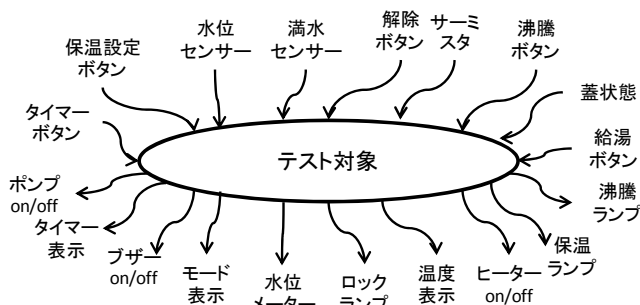 保温設定
ボタン
水位
センサー
満水
センサー
解除
ボタン
サーミ
スタ
沸騰
ボタン
蓋状態
タイマー
ボタン
給湯
ボタン
テスト対象
ポンプ
on/off
タイマー
表示
ブザー
on/off
モード
表示
水位
メーター
ロック
ランプ
温度
表示
ヒーター
on/off
保温
ランプ
沸騰
ランプ